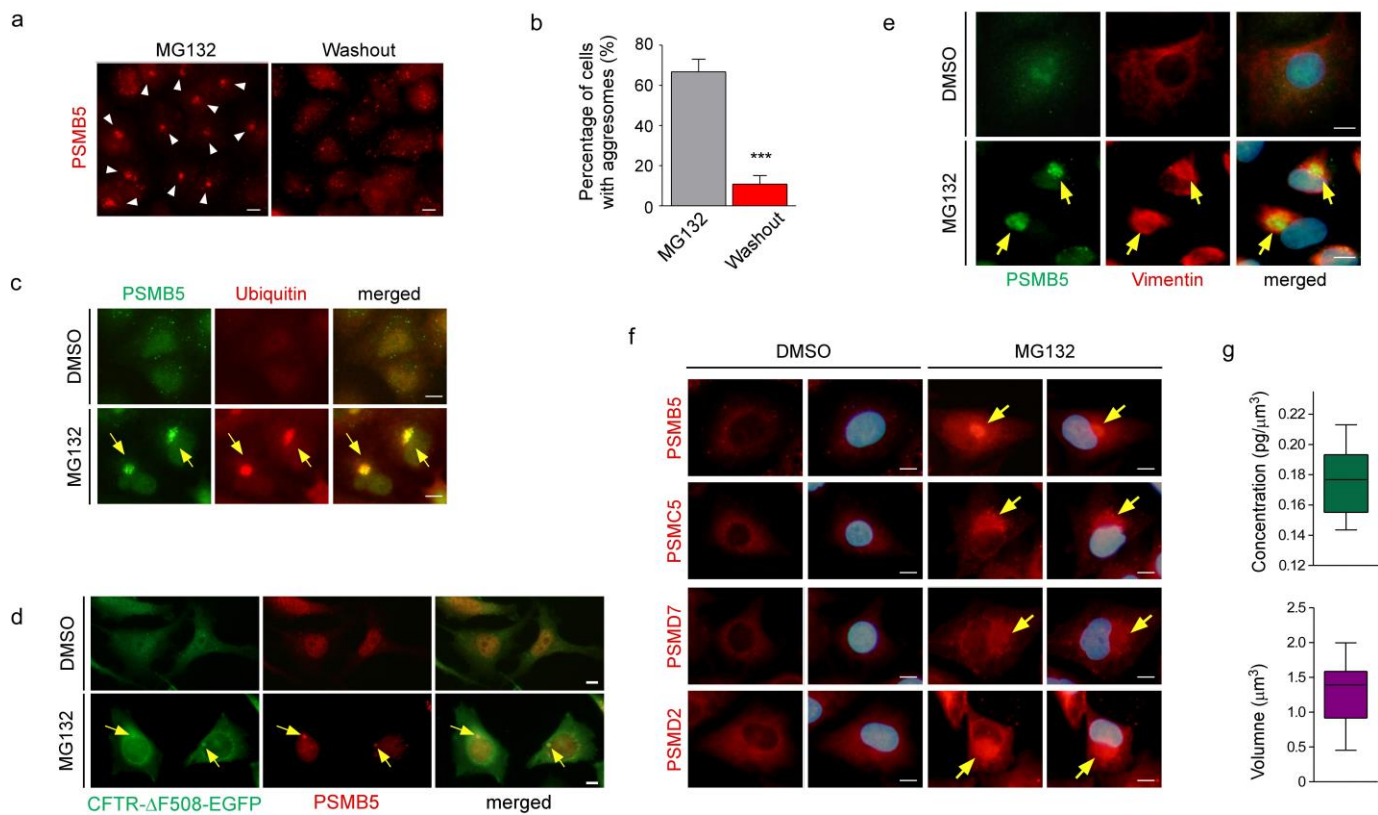 a
MG132
Washout
PSMB5
b
Percentage of cells
with aggresomes (%)
80
60
40
20
0
***
MG132
Washout
c
PSMB5
Ubiquitin
merged
DMSO
MG132
d
DMSO
MG132
CFTR-ΔF508-EGFP
PSMB5
merged
e
DMSO
MG132
PSMB5
Vimentin
merged
f
DMSO
MG132
PSMB5
PSMC5
PSMD7
PSMD2
g
Concentration (pg/μm³)
0.22
0.20
0.18
0.16
0.14
0.12
Volumne (μm³)
2.5
2.0
1.5
1.0
0.5
0